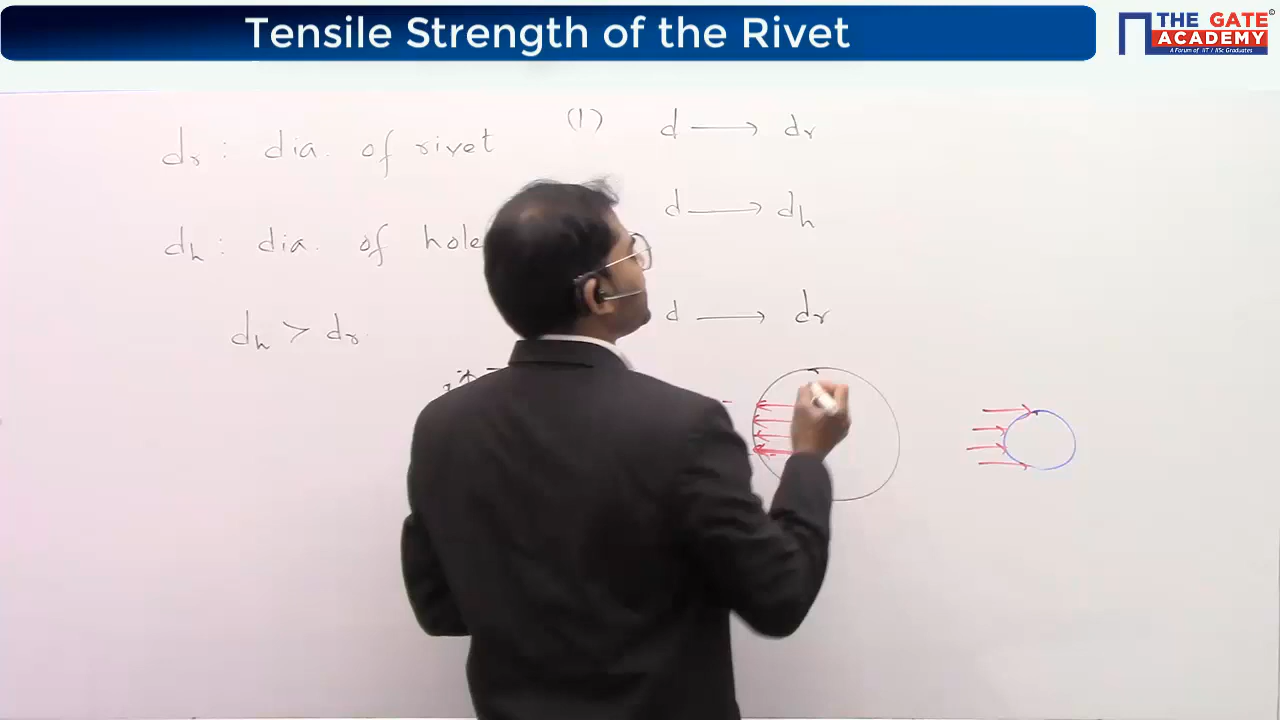 Tensile Strength of the Rivet
THE GATE ACADEMY
A Forum of IIT / IISc Graduates
dr : dia. of rivet
dh : dia. of hole
dh > dr
(1) d → dr
d → dh
d → dr